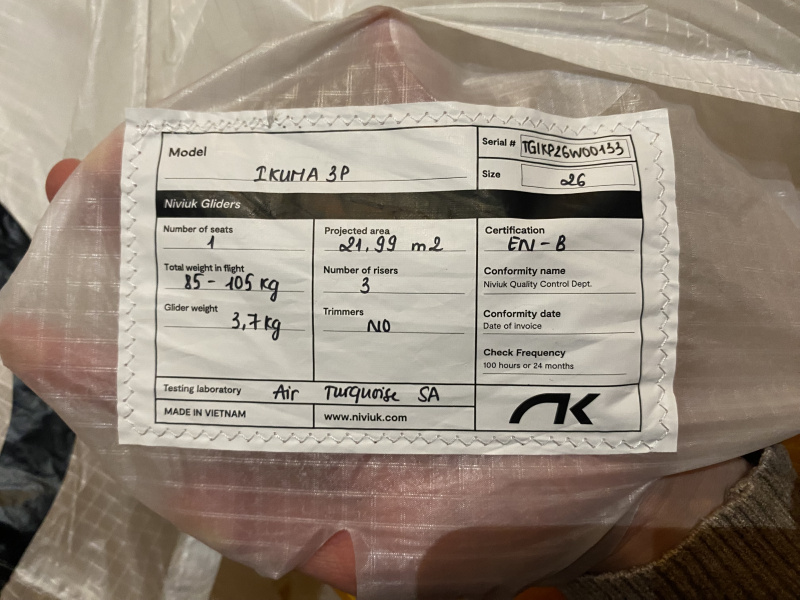 Model
IKUMA 3P
Serial # TGIKP26W00133
Size 26
Niviuk Gliders
Number of seats
1
Total weight in flight
85 - 105 kg
Glider weight
3,7 kg
Projected area
21,99 m2
Number of risers
3
Trimmers
NO
Certification
EN - B
Conformity name
Niviuk Quality Control Dept.
Conformity date
Date of invoice
Check Frequency
100 hours or 24 months
Testing laboratory Air Turquoise SA
MADE IN VIETNAM
www.niviuk.com